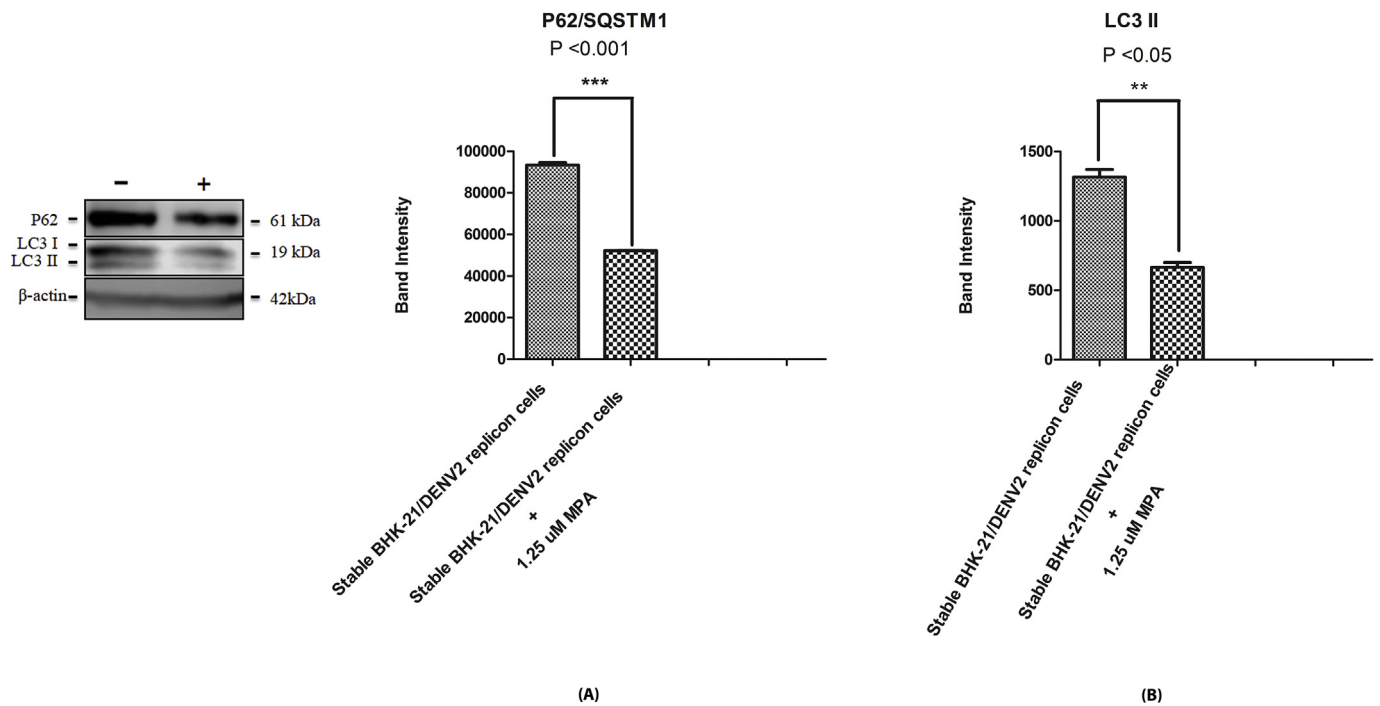 − +
P62 61 kDa
LC3 I
19 kDa
LC3 II
β-actin 42kDa
P62/SQSTM1
P <0.001
***
100000
80000
60000
40000
20000
0
Band Intensity
Stable BHK-21/DENV2 replicon cells
Stable BHK-21/DENV2 replicon cells
+
1.25 uM MPA
(A)
LC3 II
P <0.05
**
1500
1000
500
0
Band Intensity
Stable BHK-21/DENV2 replicon cells
Stable BHK-21/DENV2 replicon cells
+
1.25 uM MPA
(B)